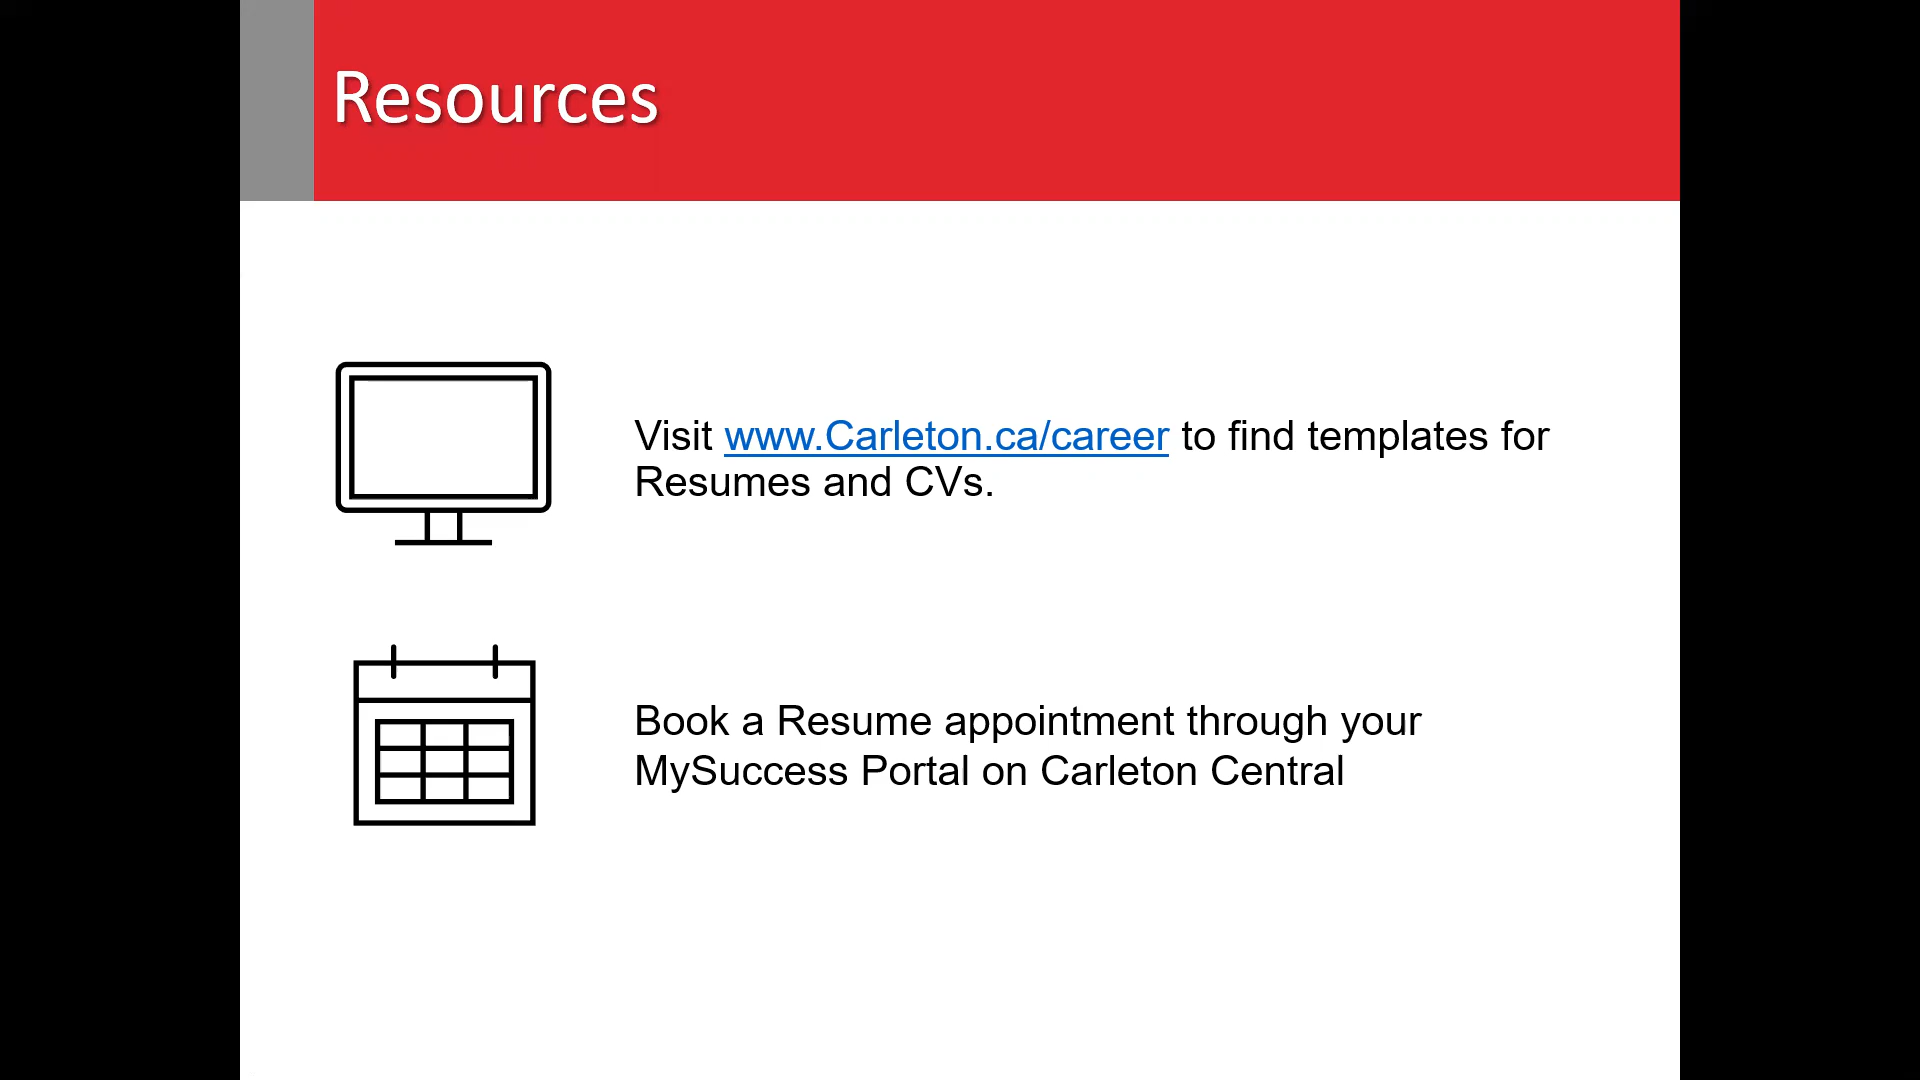 Resources
Visit www.Carleton.ca/career to find templates for
Resumes and CVs.
Book a Resume appointment through your
MySuccess Portal on Carleton Central